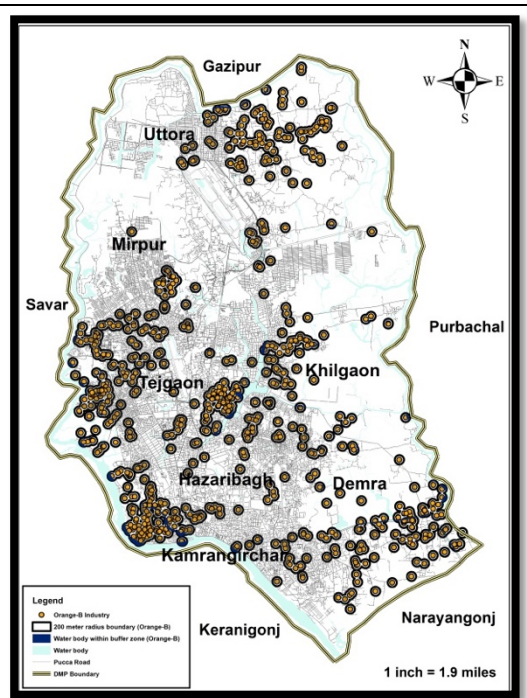 Gazipur
N
W E
S
Uttora
Mirpur
Savar
Purbachal
Tejgaon
Khilgaon
Hazaribagh
Demra
Kamrangirchar
Keranigonj
Narayangonj
Legend
Orange-B Industry
200 meter radius boundary (Orange-B)
Water body within buffer zone (Orange-B)
Water body
Pucca Road
DMP Boundary
1 inch = 1.9 miles